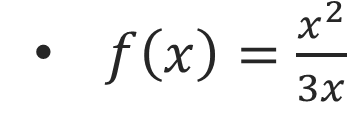 • f(x) = x²/3x